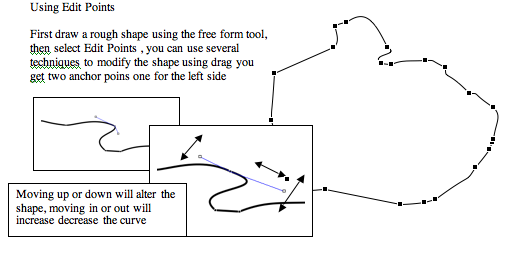 Using Edit Points
First draw a rough shape using the free form tool,
then select Edit Points , you can use several
techniques to modify the shape using drag you
get two anchor poins one for the left side
Moving up or down will alter the
shape, moving in or out will
increase decrease the curve